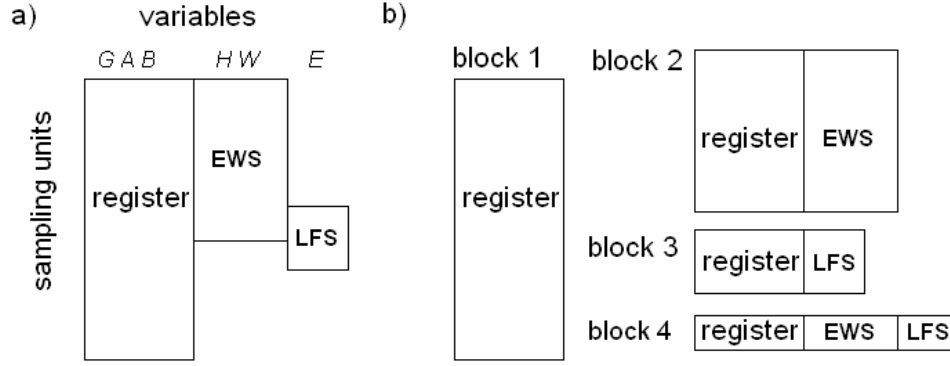 a)
variables
G A B
H W
E
sampling units
register
EWS
LFS
b)
block 1
register
block 2
register
EWS
block 3
register
LFS
block 4
register
EWS
LFS